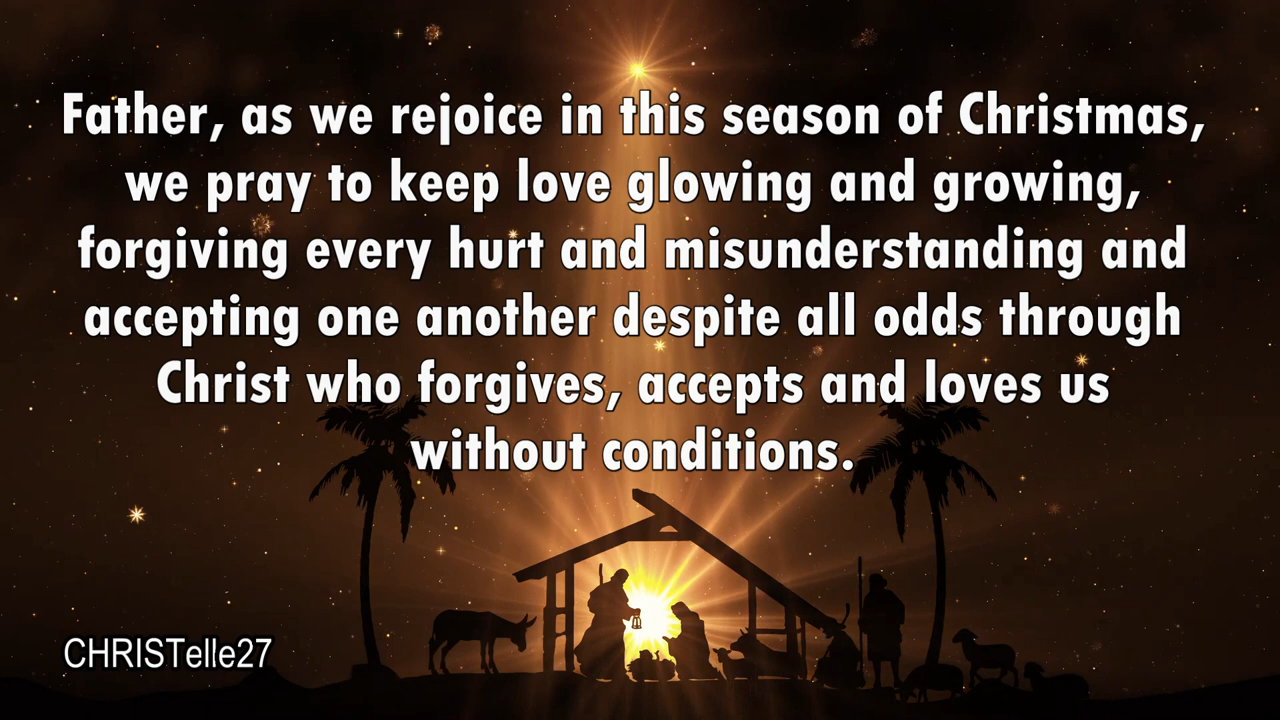 Father, as we rejoice in this season of Christmas,
we pray to keep love glowing and growing,
forgiving every hurt and misunderstanding and
accepting one another despite all odds through
Christ who forgives, accepts and loves us
without conditions.
CHRISTelle27